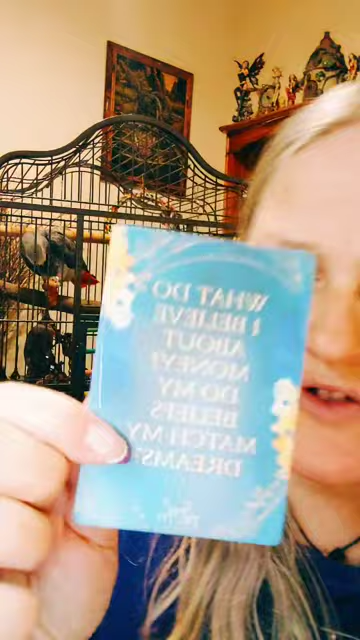 WHAT DO
I BELIEVE
ABOUT
MONEY?
DO MY
BELIEFS
MATCH MY
DREAMS?